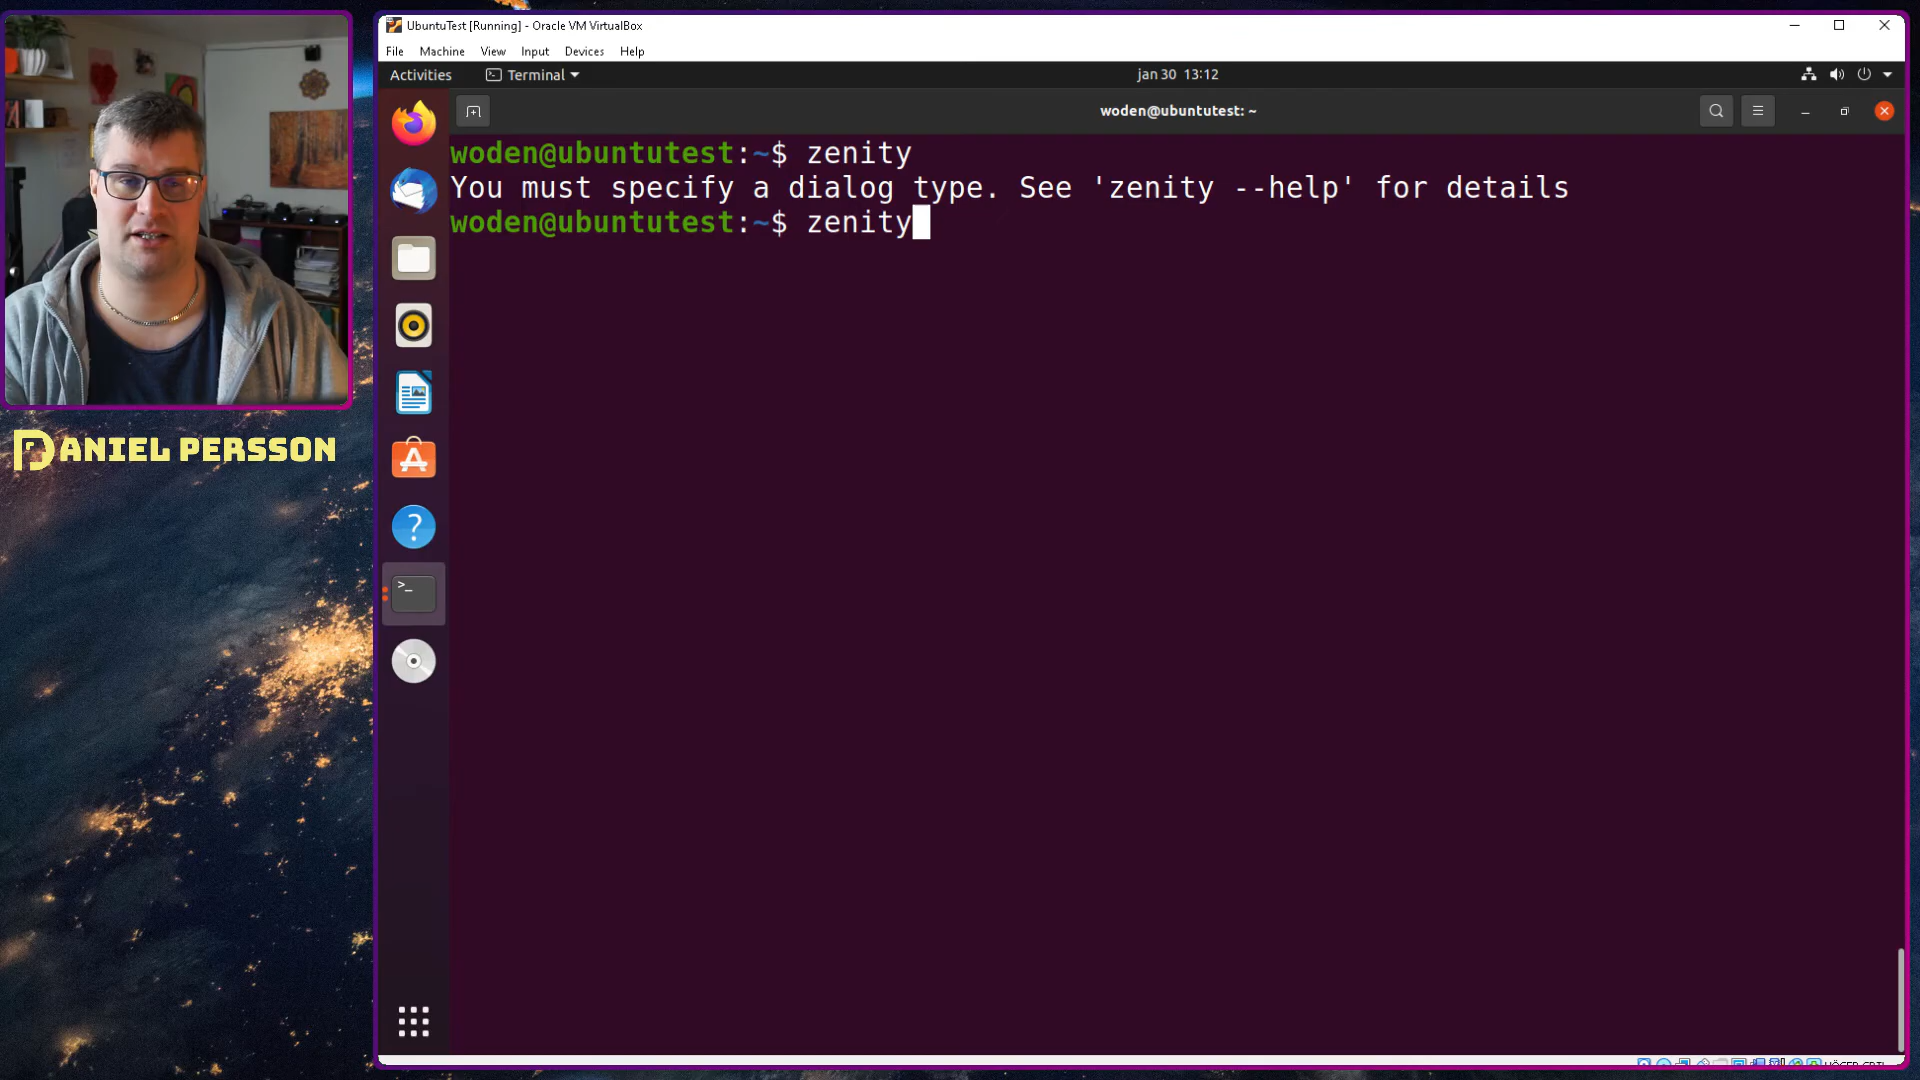 UbuntuTest [Running] - Oracle VM VirtualBox
File Machine View Input Devices Help
Activities Terminal jan 30 13:12
woden@ubuntutest: ~
woden@ubuntutest:~$ zenity
You must specify a dialog type. See 'zenity --help' for details
woden@ubuntutest:~$ zenity
DANIEL PERSSON